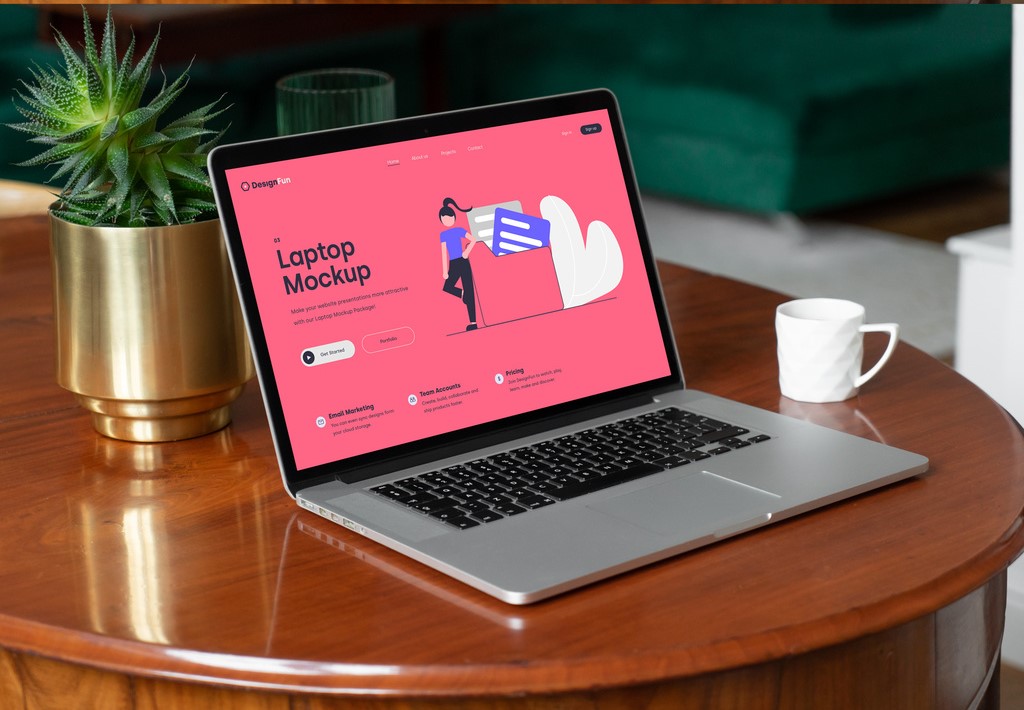 Home About us Projects Contact Sign in Sign up
DesignFun
01
Laptop
Mockup
Make your website presentations more attractive
with our Laptop Mockup Package!
Get Started Portfolio
Email Marketing
You can even sync designs from
your cloud storage.
Team Accounts
Create, build, collaborate and
ship products faster.
Pricing
Join DesignFun to watch, play,
learn, make and discover.